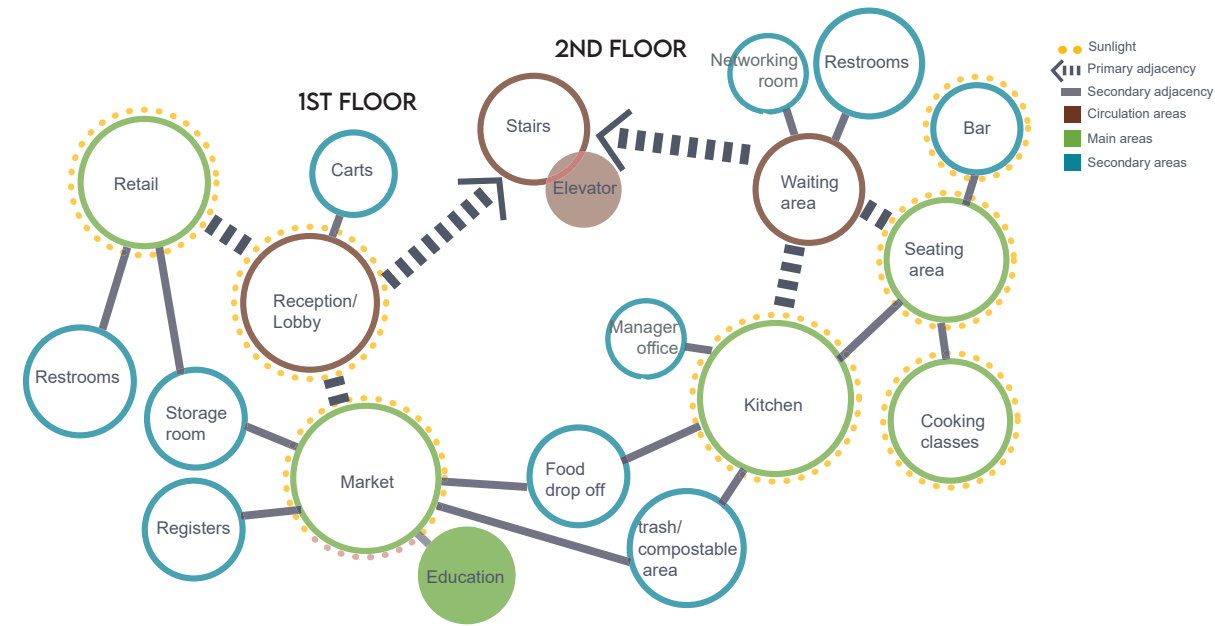 2ND FLOOR
1ST FLOOR
Networking
room
Restrooms
Sunlight
Primary adjacency
Secondary adjacency
Circulation areas
Main areas
Secondary areas
Stairs
Elevator
Bar
Carts
Retail
Waiting
area
Seating
area
Reception/
Lobby
Manager
office
Restrooms
Storage
room
Kitchen
Cooking
classes
Market
Food
drop off
Registers
trash/
compostable
area
Education